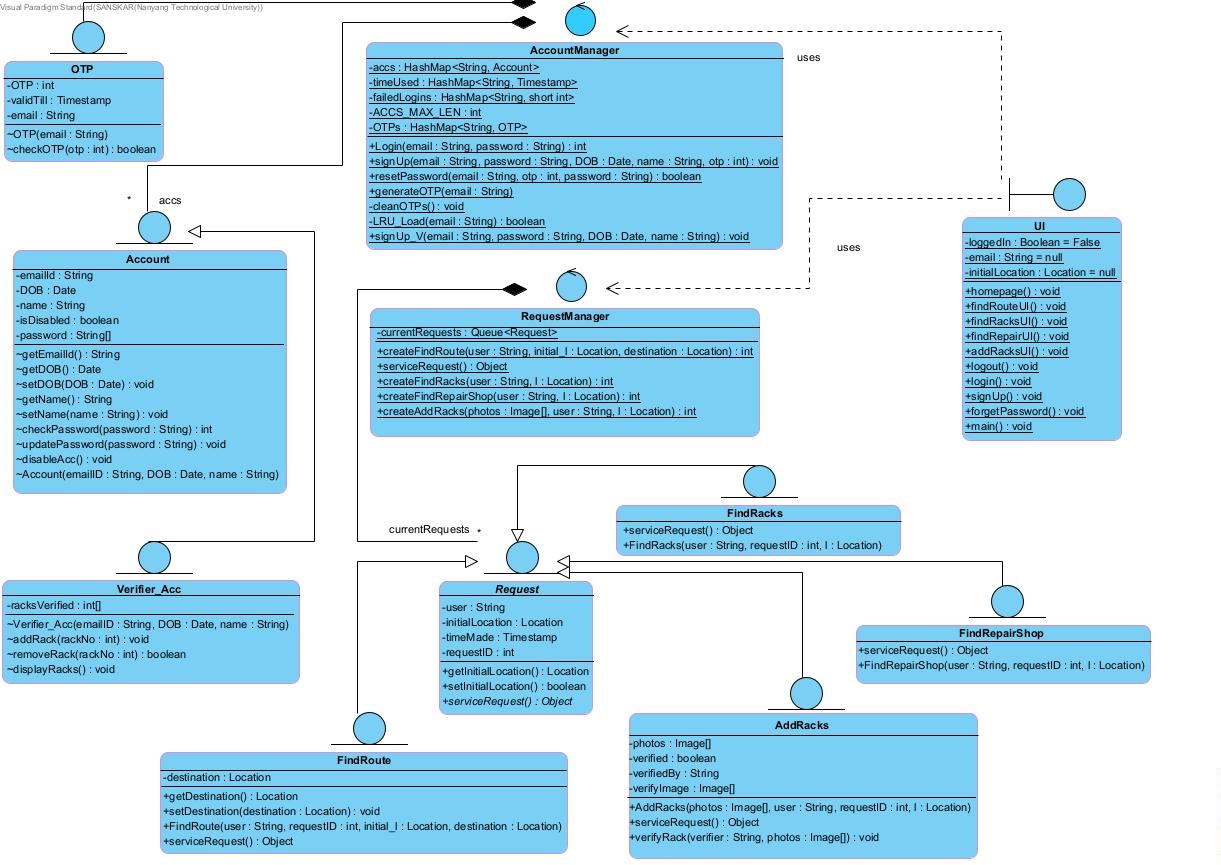 Visual Paradigm Standard(SANSKAR(Nanyang Technological University))
OTP
-OTP : int
-validTill : Timestamp
-email : String
~OTP(email : String)
~checkOTP(otp : int) : boolean
AccountManager
-accs : HashMap<String, Account>
-timeUsed : HashMap<String, Timestamp>
-failedLogins : HashMap<String, short int>
-ACCS_MAX_LEN : int
-OTPs : HashMap<String, OTP>
+Login(email : String, password : String) : int
+signUp(email : String, password : String, DOB : Date, name : String, otp : int) : void
+resetPassword(email : String, otp : int, password : String) : boolean
+generateOTP(email : String)
-cleanOTPs() : void
-LRU_Load(email : String) : boolean
+signUp_V(email : String, password : String, DOB : Date, name : String) : void
uses
* accs
Account
-emailId : String
-DOB : Date
-name : String
-isDisabled : boolean
-password : String[]
~getEmailId() : String
~getDOB() : Date
~setDOB(DOB : Date) : void
~getName() : String
~setName(name : String) : void
~checkPassword(password : String) : int
~updatePassword(password : String) : void
~disableAcc() : void
~Account(emailID : String, DOB : Date, name : String)
UI
-loggedIn : Boolean = False
-email : String = null
-initialLocation : Location = null
+homepage() : void
+findRouteUI() : void
+findRacksUI() : void
+findRepairUI() : void
+addRacksUI() : void
+logout() : void
+login() : void
+signUp() : void
+forgetPassword() : void
+main() : void
uses
RequestManager
-currentRequests : Queue<Request>
+createFindRoute(user : String, initial_l : Location, destination : Location) : int
+serviceRequest() : Object
+createFindRacks(user : String, l : Location) : int
+createFindRepairShop(user : String, l : Location) : int
+createAddRacks(photos : Image[], user : String, l : Location) : int
currentRequests *
FindRacks
+serviceRequest() : Object
+FindRacks(user : String, requestID : int, l : Location)
Verifier_Acc
-racksVerified : int[]
~Verifier_Acc(emailID : String, DOB : Date, name : String)
~addRack(rackNo : int) : void
~removeRack(rackNo : int) : boolean
~displayRacks() : void
Request
-user : String
-initialLocation : Location
-timeMade : Timestamp
-requestID : int
+getInitialLocation() : Location
+setInitialLocation() : boolean
+serviceRequest() : Object
FindRepairShop
+serviceRequest() : Object
+FindRepairShop(user : String, requestID : int, l : Location)
FindRoute
-destination : Location
+getDestination() : Location
+setDestination(destination : Location) : void
+FindRoute(user : String, requestID : int, initial_l : Location, destination : Location)
+serviceRequest() : Object
AddRacks
-photos : Image[]
-verified : boolean
-verifiedBy : String
-verifyImage : Image[]
+AddRacks(photos : Image[], user : String, requestID : int, l : Location)
+serviceRequest() : Object
+verifyRack(verifier : String, photos : Image[]) : void